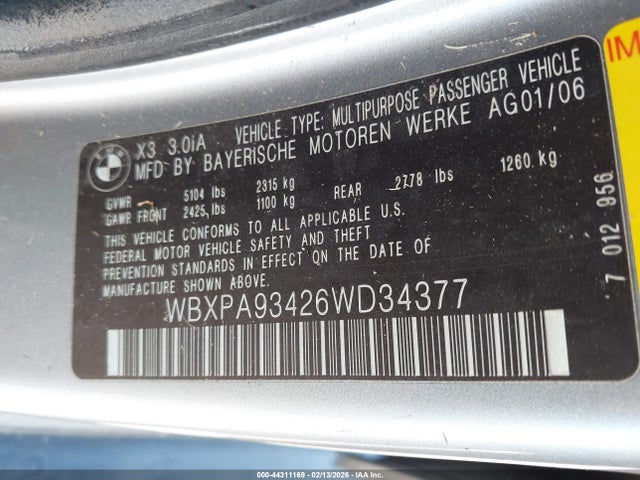 BMW
X3 3.0iA VEHICLE TYPE: MULTIPURPOSE PASSENGER VEHICLE
MFD BY BAYERISCHE MOTOREN WERKE AG01/06
GVWR 5104 lbs 2315 kg
GAWR FRONT 2425,lbs 1100 kg REAR 2778 lbs 1260 kg
THIS VEHICLE CONFORMS TO ALL APPLICABLE U.S.
FEDERAL MOTOR VEHICLE SAFETY AND THEFT
PREVENTION STANDARDS IN EFFECT ON THE DATE OF
MANUFACTURE SHOWN ABOVE.
WBXPA93426WD34377
7 012 956
IM
000-44311169 - 02/13/2026 - IAA Inc.